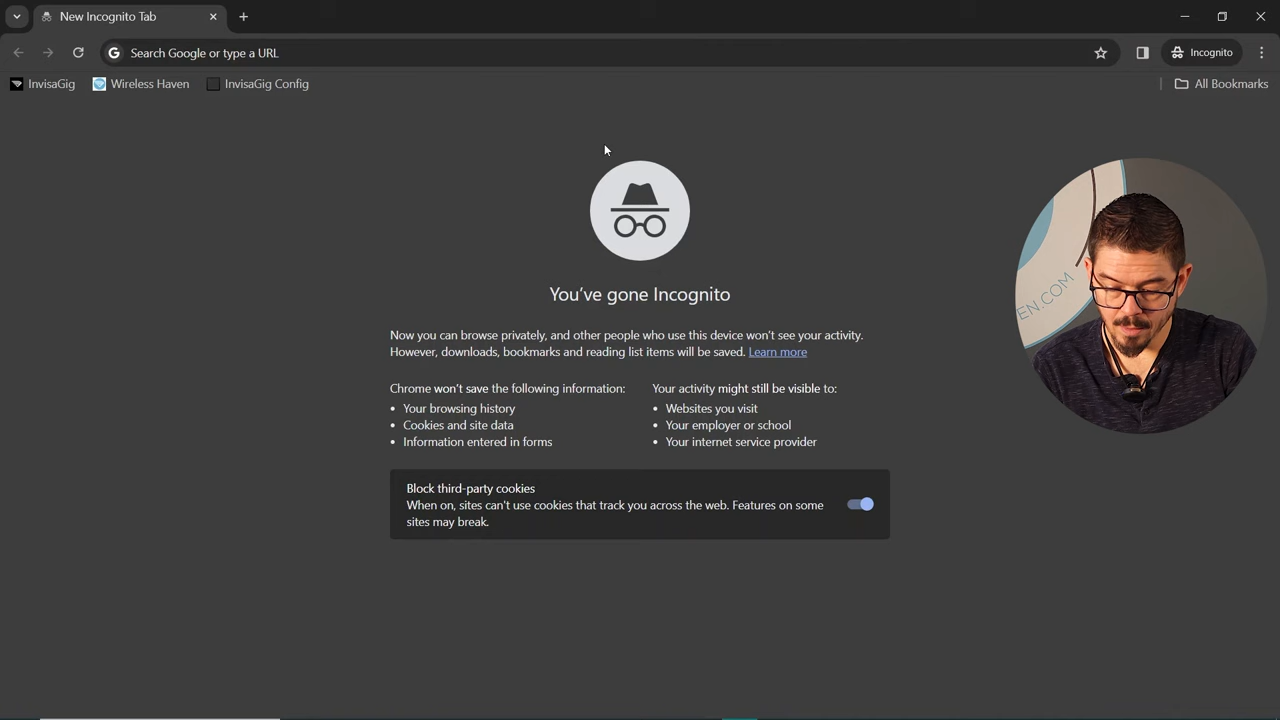 New Incognito Tab
Search Google or type a URL
Incognito
InvisaGig
Wireless Haven
InvisaGig Config
All Bookmarks
You've gone Incognito
Now you can browse privately, and other people who use this device won't see your activity.
However, downloads, bookmarks and reading list items will be saved. Learn more
Chrome won't save the following information:
• Your browsing history
• Cookies and site data
• Information entered in forms
Your activity might still be visible to:
• Websites you visit
• Your employer or school
• Your internet service provider
Block third-party cookies
When on, sites can't use cookies that track you across the web. Features on some
sites may break.
EN.COM